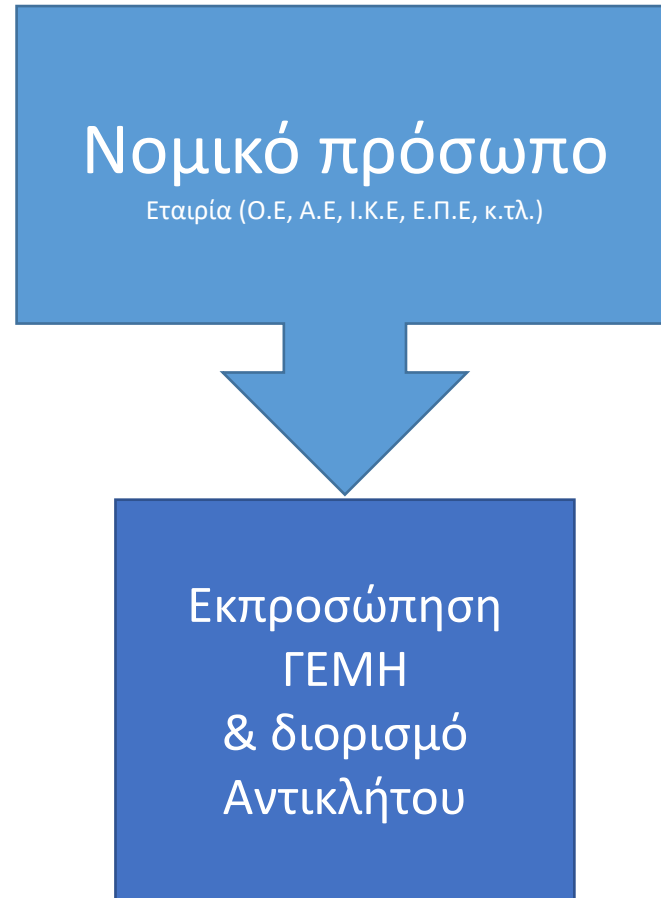 Νομικό πρόσωπο
Εταιρία (Ο.Ε, Α.Ε, Ι.Κ.Ε, Ε.Π.Ε, κ.τλ.)
Εκπροσώπηση
ΓΕΜΗ
& διορισμό
Αντικλήτου